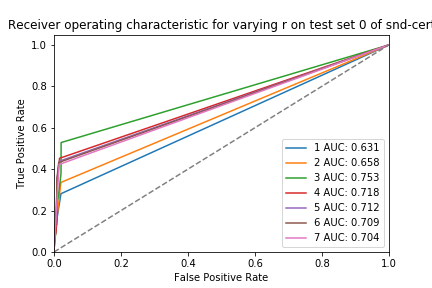 Receiver operating characteristic for varying r on test set 0 of snd-cert
True Positive Rate
1.0
0.8
0.6
0.4
0.2
0.0
1 AUC: 0.631
2 AUC: 0.658
3 AUC: 0.753
4 AUC: 0.718
5 AUC: 0.712
6 AUC: 0.709
7 AUC: 0.704
0.0 0.2 0.4 0.6 0.8 1.0
False Positive Rate